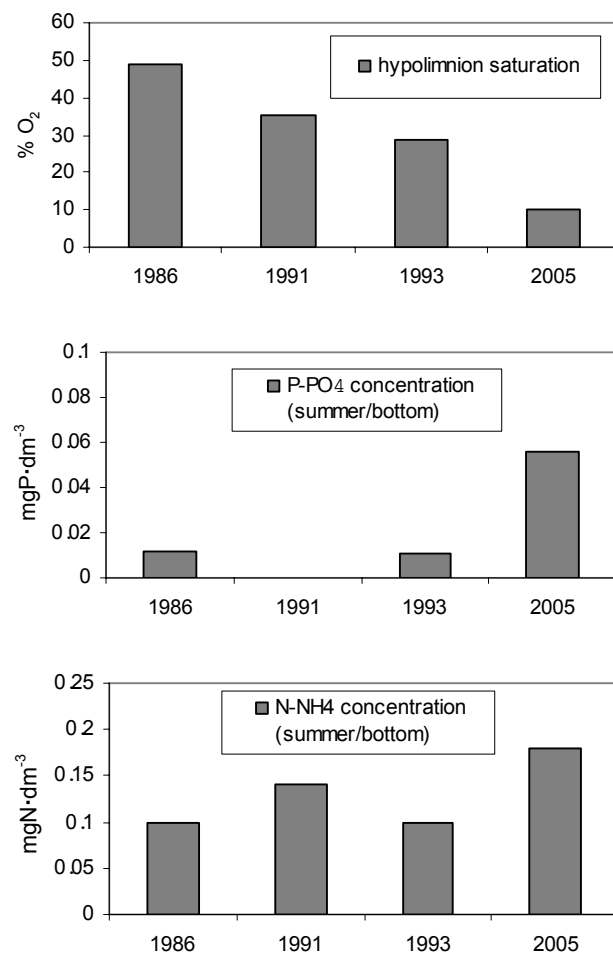 60
50
40
30
20
10
0
% O₂
hypolimnion saturation
1986 1991 1993 2005
0.1
0.08
0.06
0.04
0.02
0
mgP·dm⁻³
P-PO4 concentration
(summer/bottom)
1986 1991 1993 2005
0.25
0.2
0.15
0.1
0.05
0
mgN·dm⁻³
N-NH4 concentration
(summer/bottom)
1986 1991 1993 2005